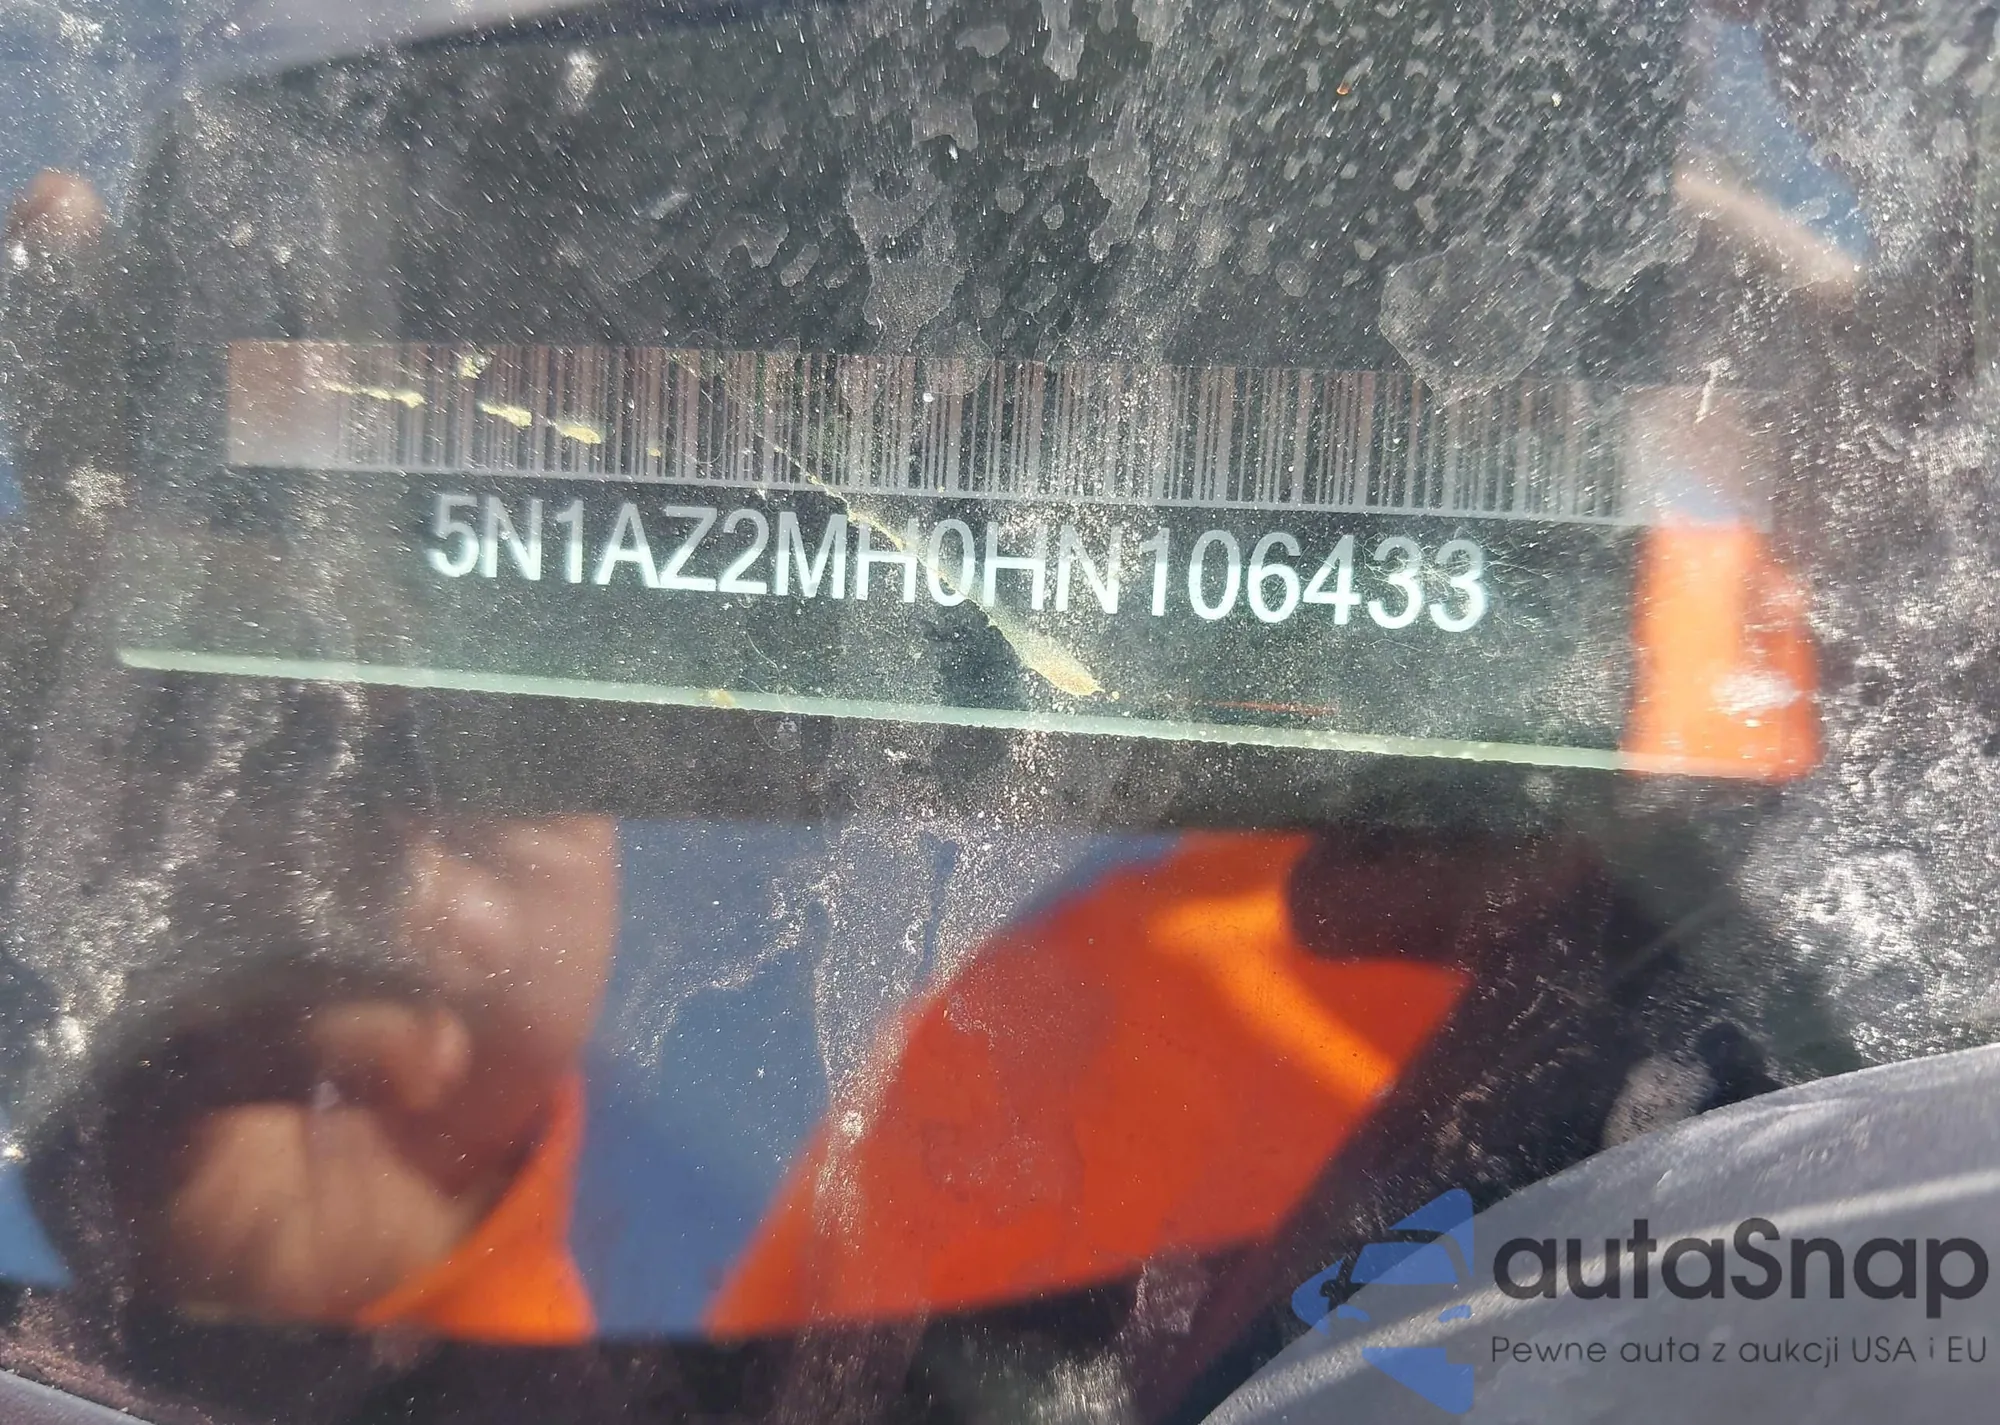 5N1AZ2MH0HN106433
autaSnap
Pewne auta z aukcji USA i EU